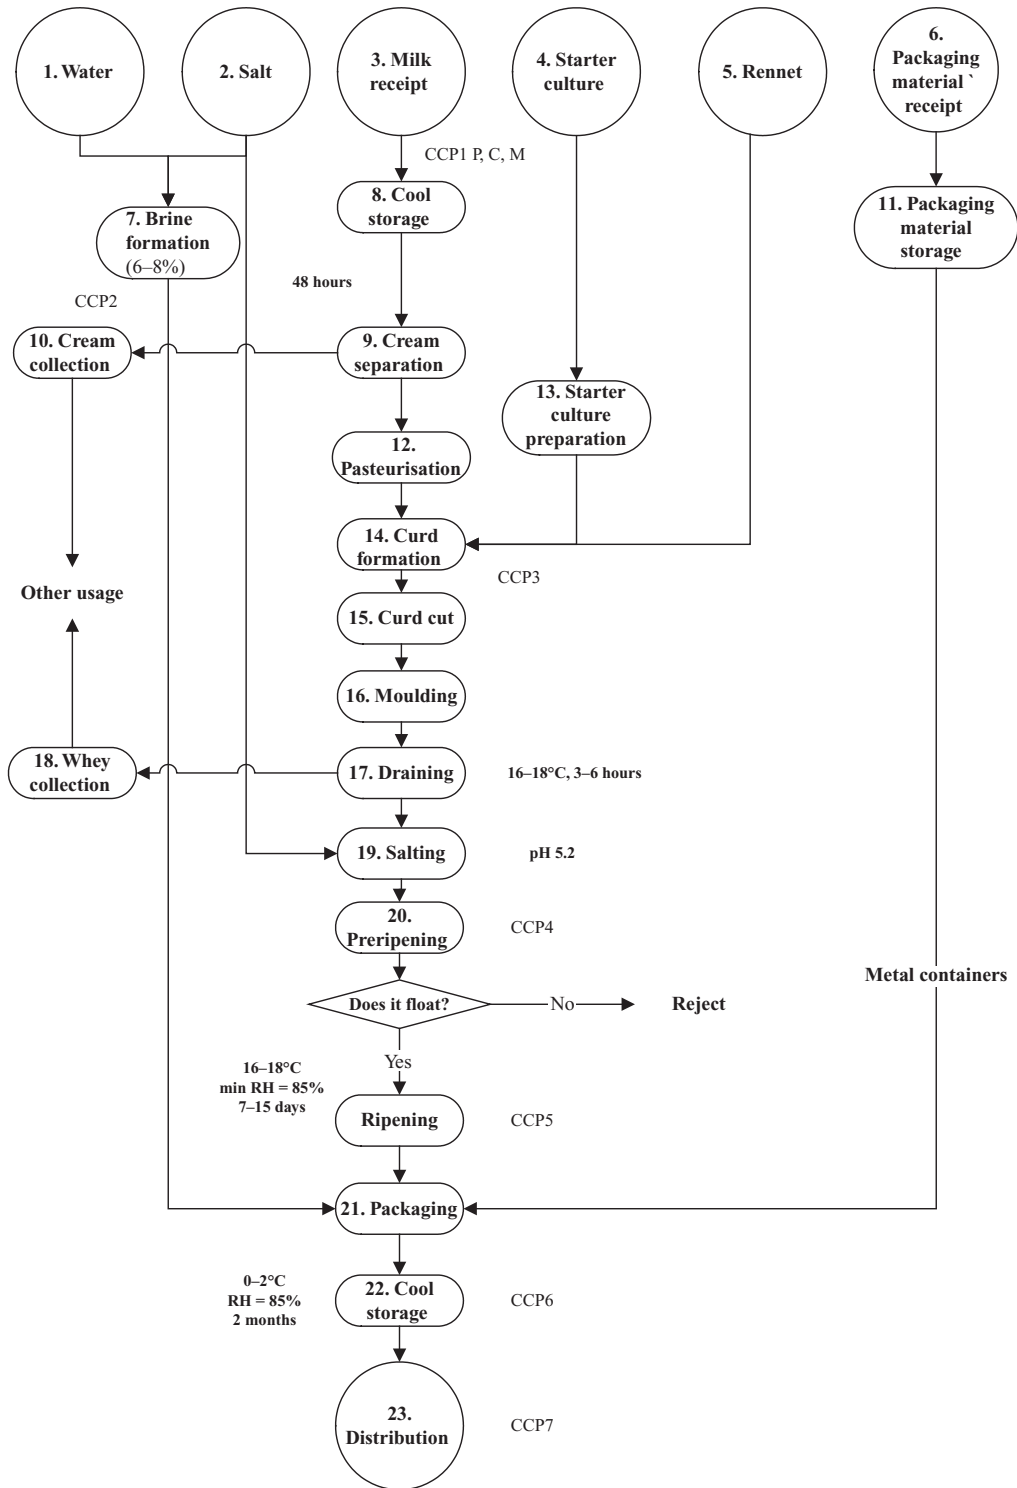 1. Water
2. Salt
3. Milk
receipt
4. Starter
culture
5. Rennet
6.
Packaging
material `
receipt
CCP1 P, C, M
7. Brine
formation
(6–8%)
8. Cool
storage
11. Packaging
material
storage
48 hours
CCP2
10. Cream
collection
9. Cream
separation
13. Starter
culture
preparation
12.
Pasteurisation
14. Curd
formation
CCP3
Other usage
15. Curd cut
16. Moulding
18. Whey
collection
17. Draining
16–18°C, 3–6 hours
19. Salting
pH 5.2
20.
Preripening
CCP4
Metal containers
Does it float?
No
Reject
Yes
16–18°C
min RH = 85%
7–15 days
Ripening
CCP5
21. Packaging
0–2°C
RH = 85%
2 months
22. Cool
storage
CCP6
23.
Distribution
CCP7